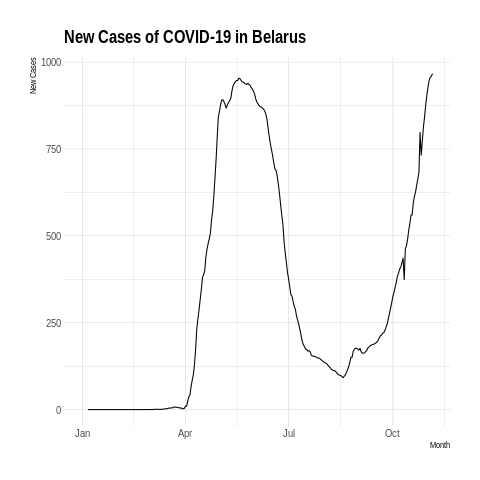 New Cases of COVID-19 in Belarus
New Cases
1000
750
500
250
0
Jan Apr Jul Oct
Month